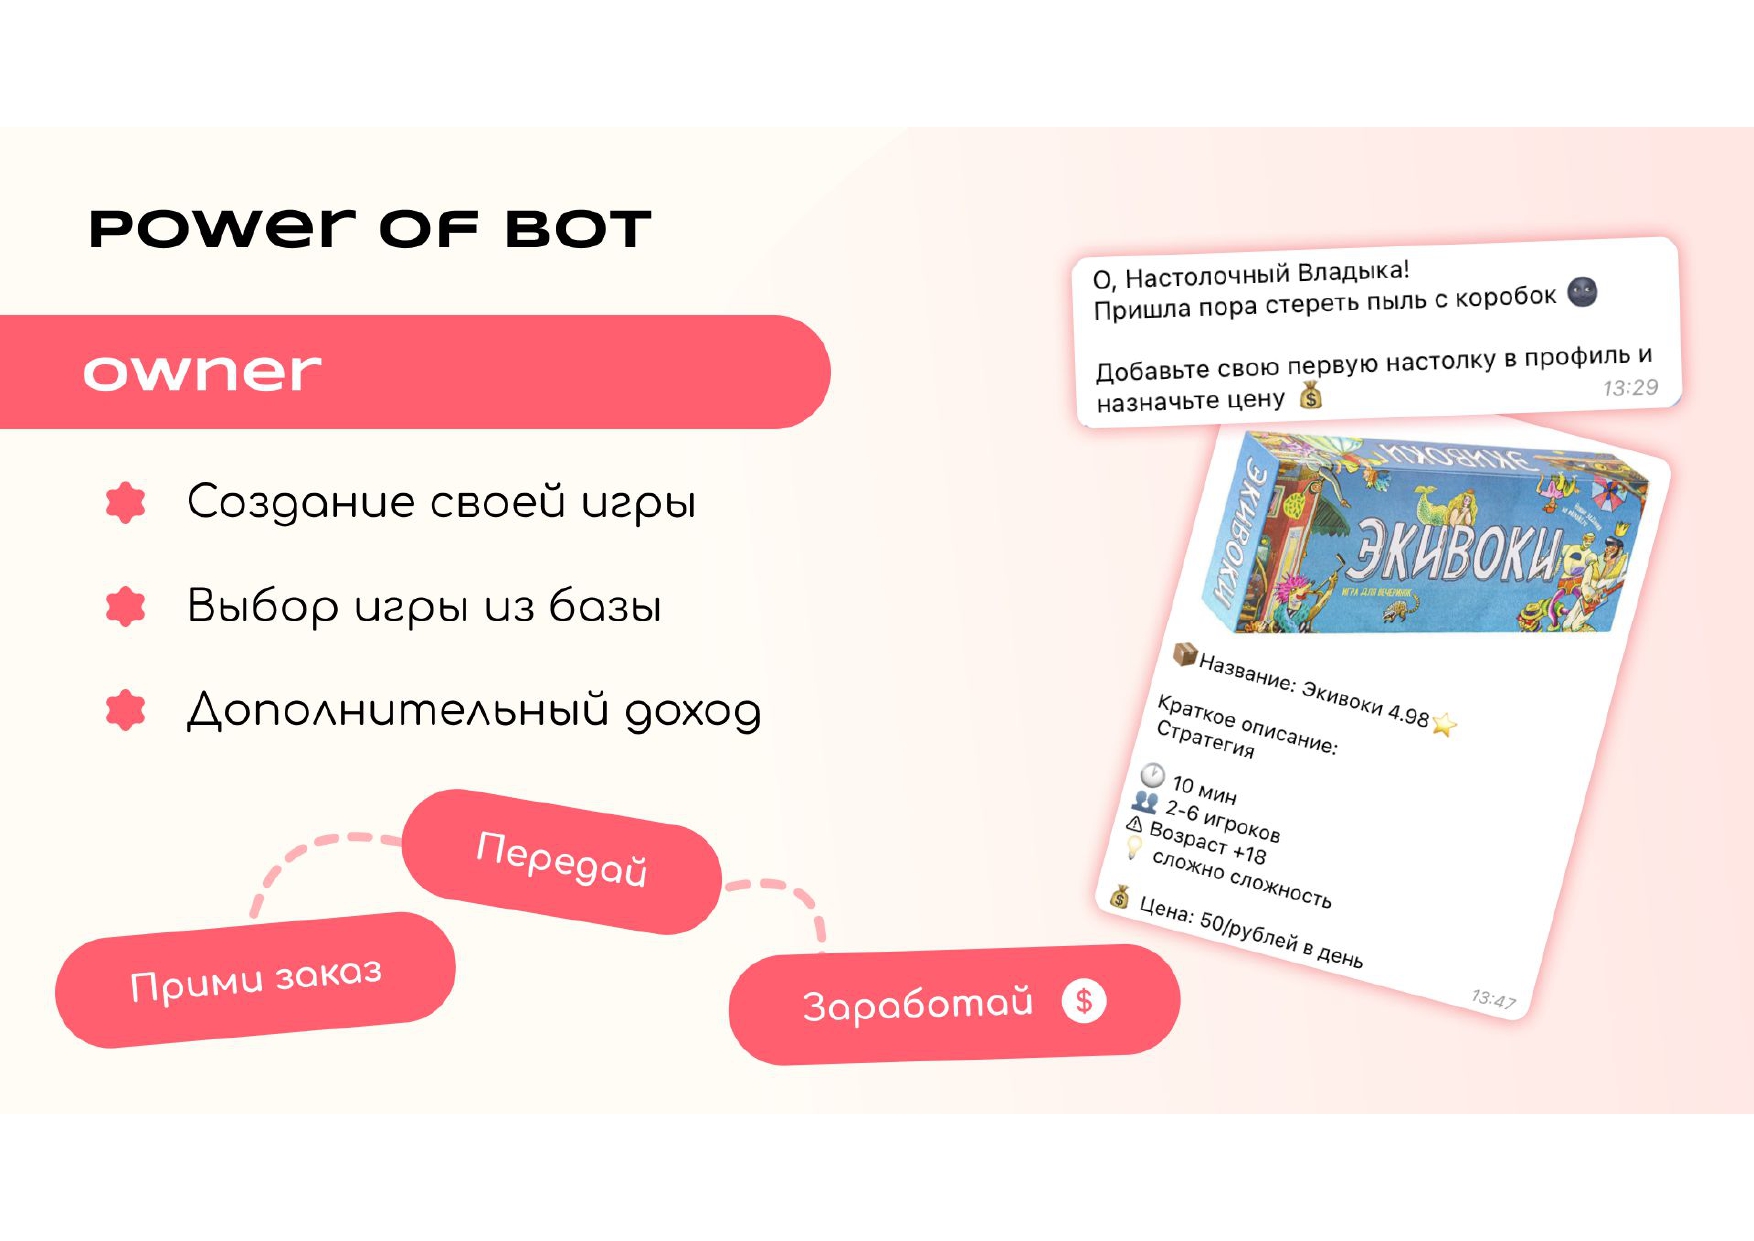 POWER OF BOT
owner
Создание своей игры
Выбор игры из базы
Дополнительный доход
Прими заказ
Передай
Заработай $
О, Настолочный Владыка!
Пришла пора стереть пыль с коробок
Добавьте свою первую настолку в профиль и
назначьте цену
13:29
ЭКИВОКИ
ЭКИВОКИ
ЭКИВОКИ
ИГРА ДЛЯ ВЕЧЕРИНОК
Название: Экивоки 4.98
Краткое описание:
Стратегия
10 мин
2-6 игроков
Возраст +18
сложно сложность
Цена: 50/рублей в день
13:47